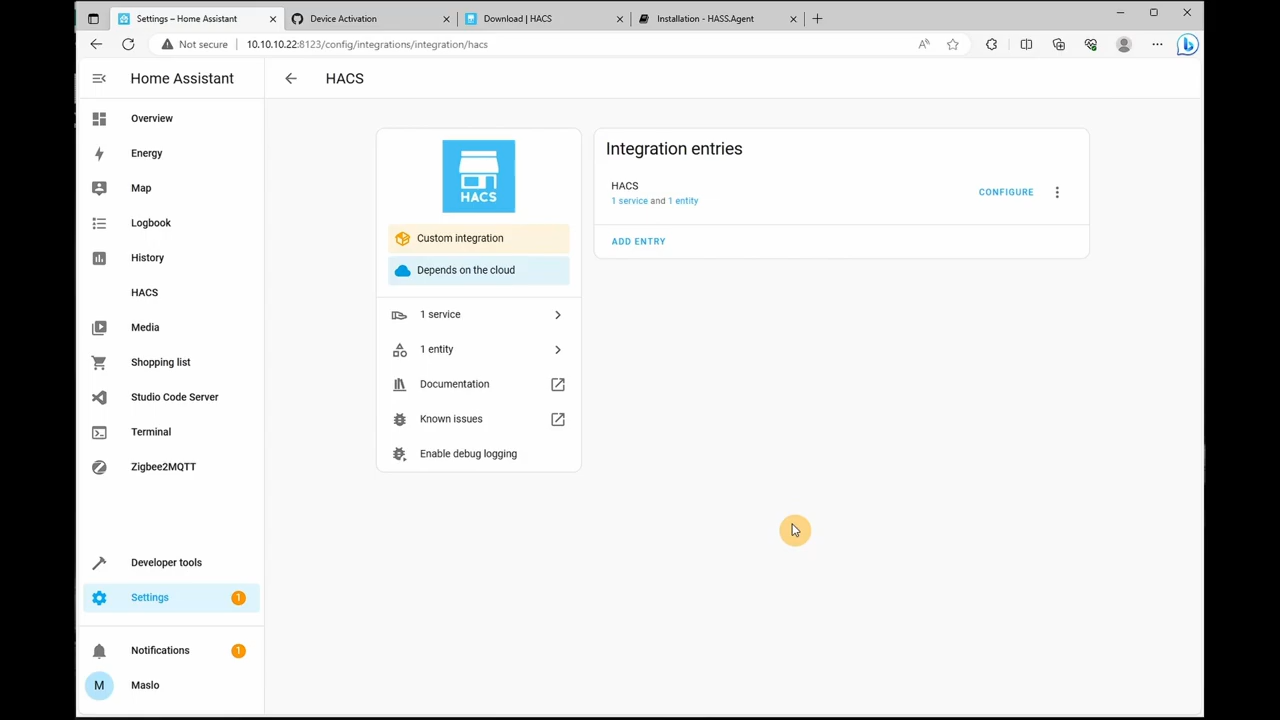 Settings – Home Assistant
Device Activation
Download | HACS
Installation - HASS.Agent
Not secure
10.10.10.22:8123/config/integrations/integration/hacs
Home Assistant
HACS
Overview
Energy
Map
Logbook
History
HACS
Media
Shopping list
Studio Code Server
Terminal
Zigbee2MQTT
Developer tools
Settings
1
Notifications
1
M
Maslo
HACS
Custom integration
Depends on the cloud
1 service
1 entity
Documentation
Known issues
Enable debug logging
Integration entries
HACS
1 service and 1 entity
CONFIGURE
ADD ENTRY